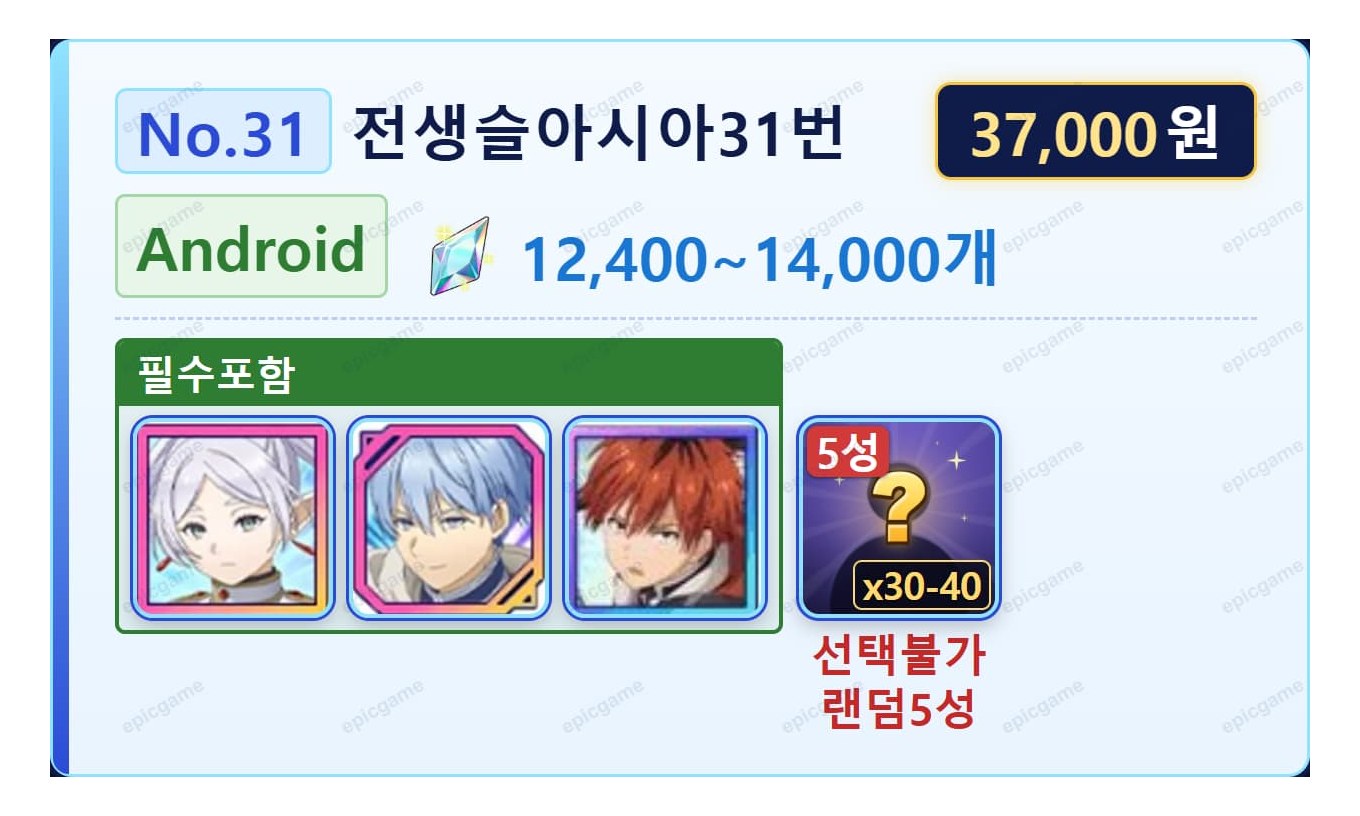 No.31 전생슬아시아31번 37,000원
Android 12,400~14,000개
필수포함
5성
x30-40
선택불가
랜덤5성
epicgame